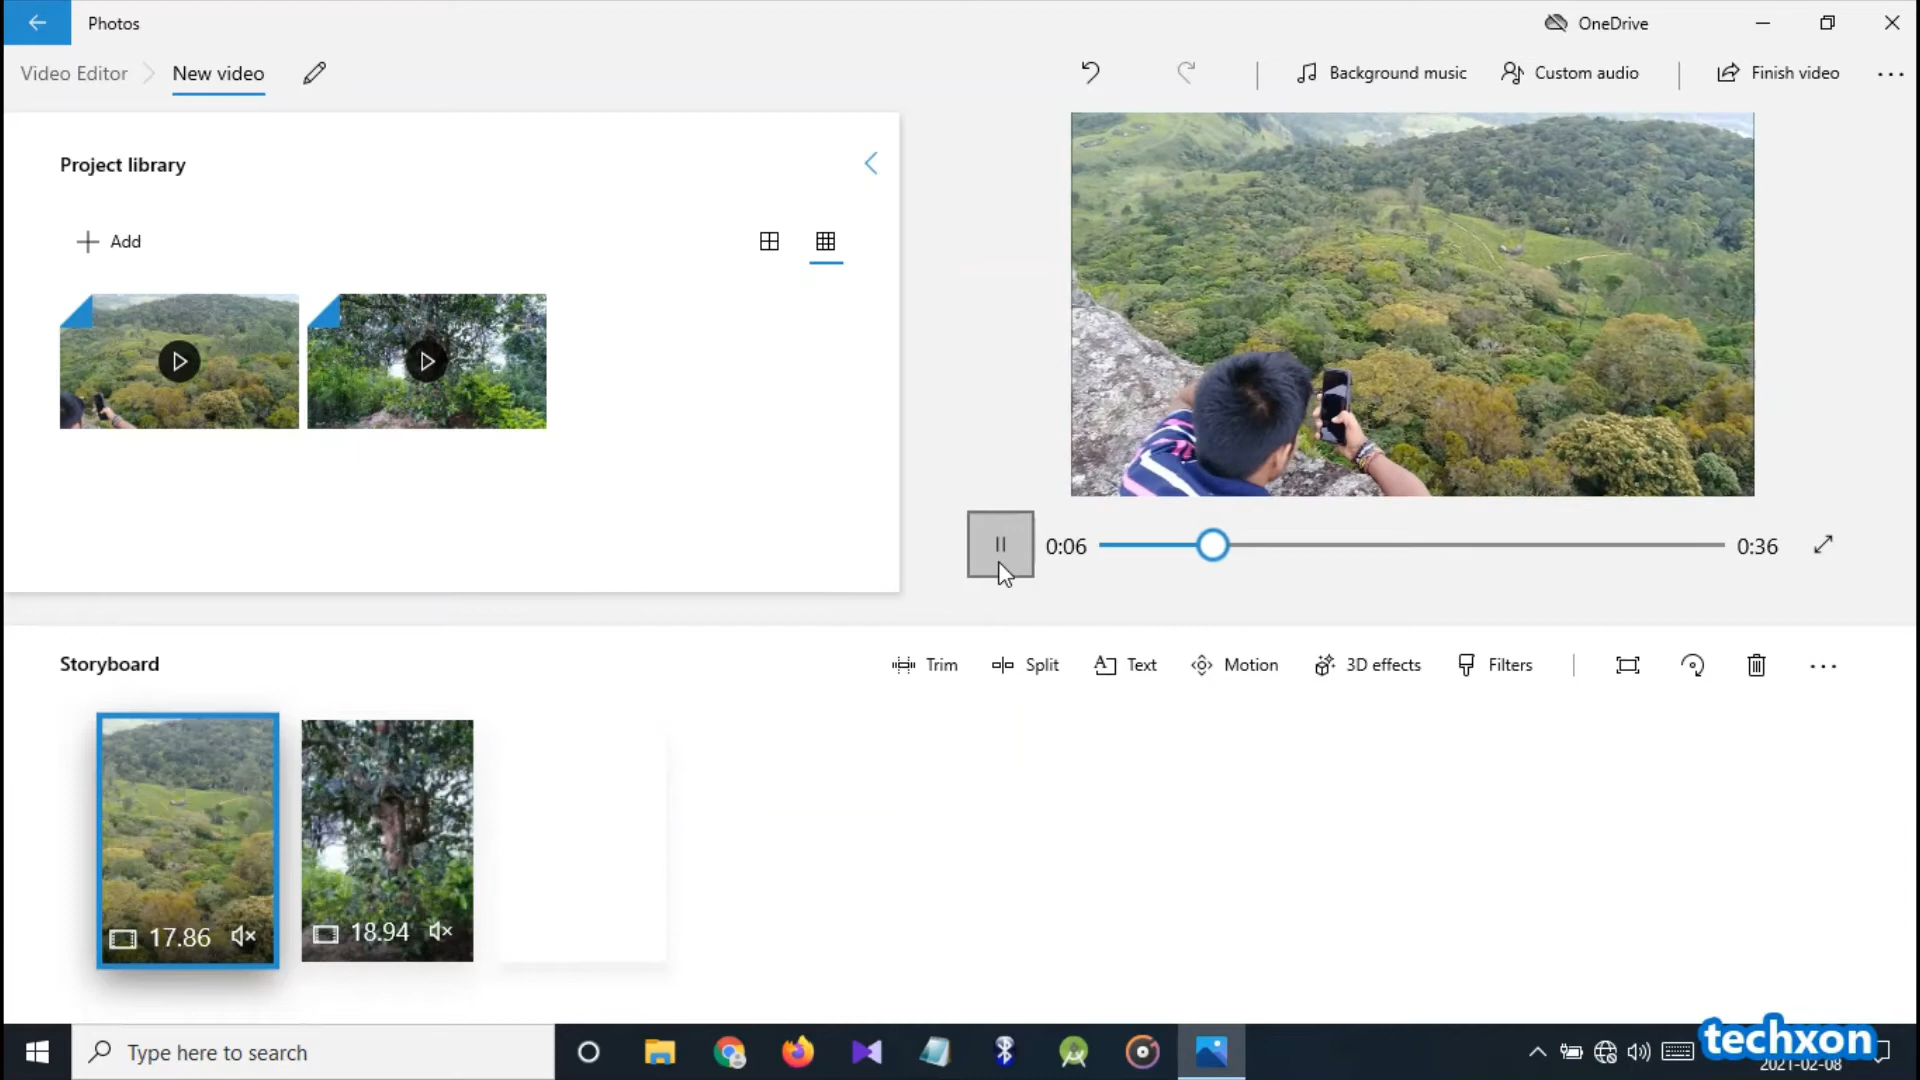 Photos
OneDrive
Video Editor
New video
Background music
Custom audio
Finish video
Project library
Add
0:06
0:36
Storyboard
Trim
Split
Text
Motion
3D effects
Filters
17.86
18.94
Type here to search
techxon
2021-02-08